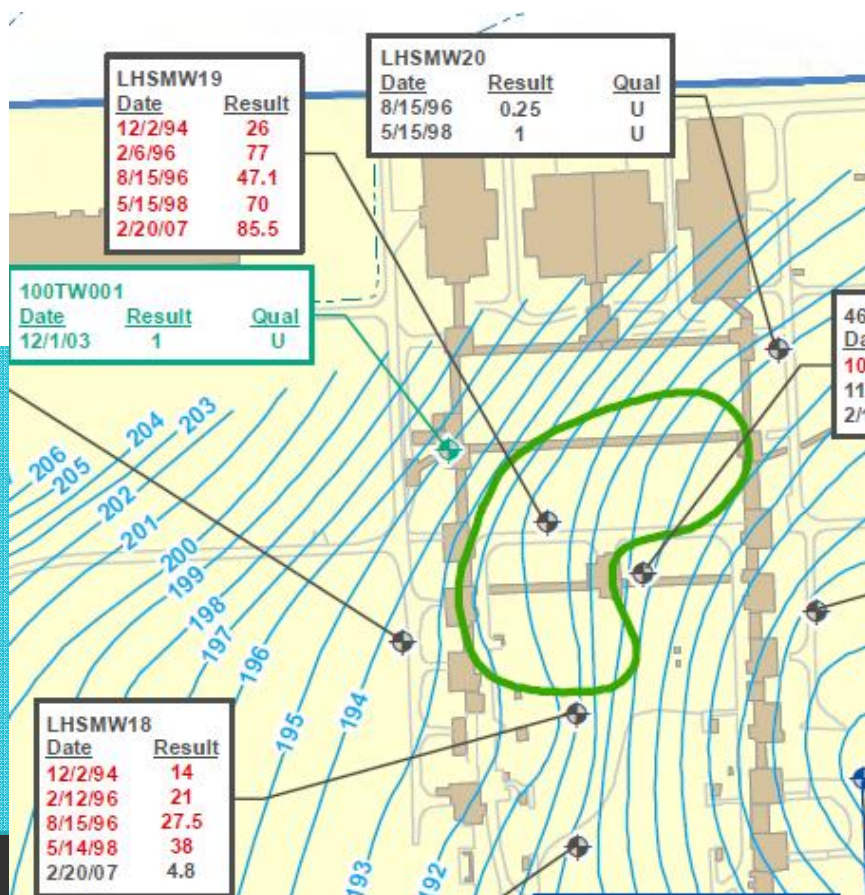 LHSMW19
Date Result
12/2/94 26
2/6/96 77
8/15/96 47.1
5/15/98 70
2/20/07 85.5
LHSMW20
Date Result Qual
8/15/96 0.25 U
5/15/98 1 U
100TW001
Date Result Qual
12/1/03 1 U
46
Da
10
11
2/1
206
205
204
203
202
201
200
199
198
197
196
195
194
193
192
LHSMW18
Date Result
12/2/94 14
2/12/96 21
8/15/96 27.5
5/14/98 38
2/20/07 4.8